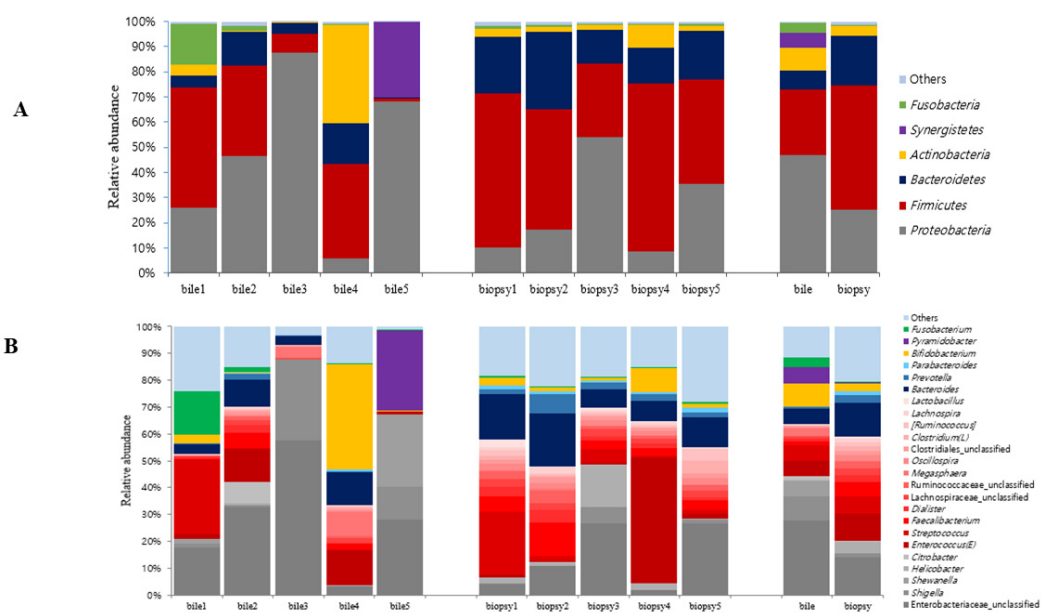 A
Relative abundance
100%
90%
80%
70%
60%
50%
40%
30%
20%
10%
0%
bile1 bile2 bile3 bile4 bile5 biopsy1 biopsy2 biopsy3 biopsy4 biopsy5 bile biopsy
Others
Fusobacteria
Synergistetes
Actinobacteria
Bacteroidetes
Firmicutes
Proteobacteria
B
Relative abundance
100%
90%
80%
70%
60%
50%
40%
30%
20%
10%
0%
bile1 bile2 bile3 bile4 bile5 biopsy1 biopsy2 biopsy3 biopsy4 biopsy5 bile biopsy
Others
Fusobacterium
Pyramidobacter
Bifidobacterium
Parabacteroides
Prevotella
Bacteroides
Lactobacillus
Lachnospira
[Ruminococcus]
Clostridium(L)
Clostridiales_unclassified
Oscillospira
Megasphaera
Ruminococcaceae_unclassified
Lachnospiraceae_unclassified
Dialister
Faecalibacterium
Streptococcus
Enterococcus(E)
Citrobacter
Helicobacter
Shewanella
Shigella
Enterobacteriaceae_unclassified